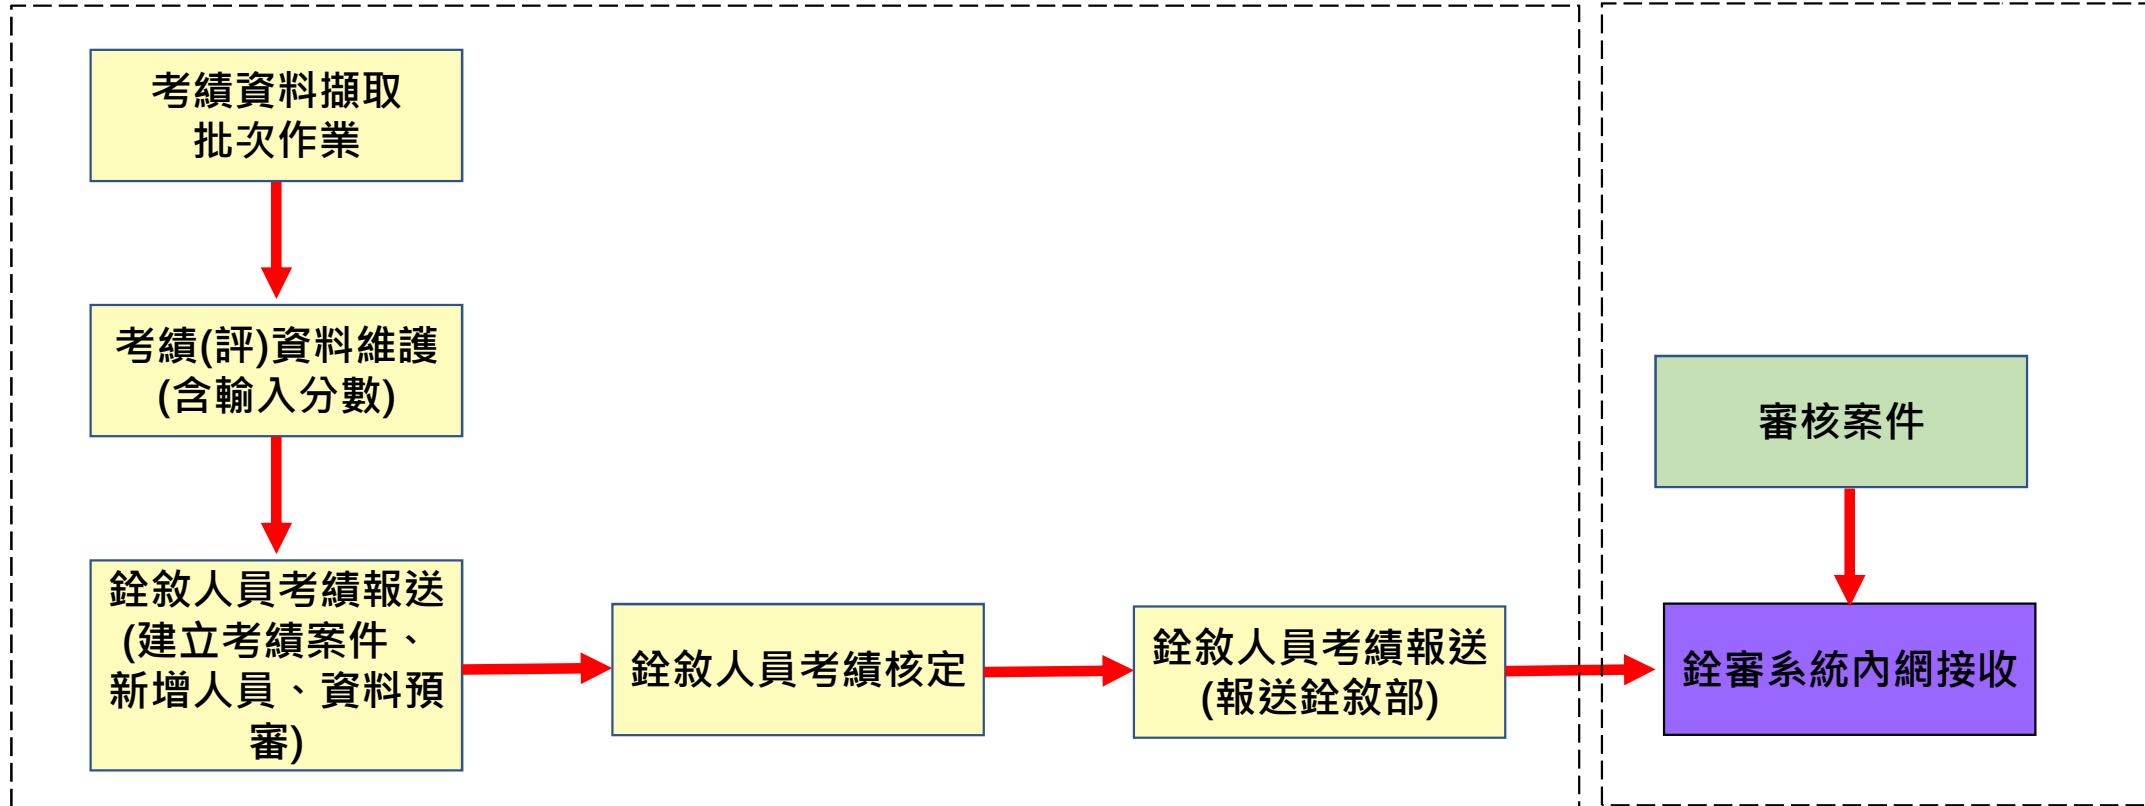 考績資料擷取
批次作業
考績(評)資料維護
(含輸入分數)
銓敘人員考績報送
(建立考績案件、
新增人員、資料預
審)
銓敘人員考績核定
銓敘人員考績報送
(報送銓敘部)
審核案件
銓審系統內網接收